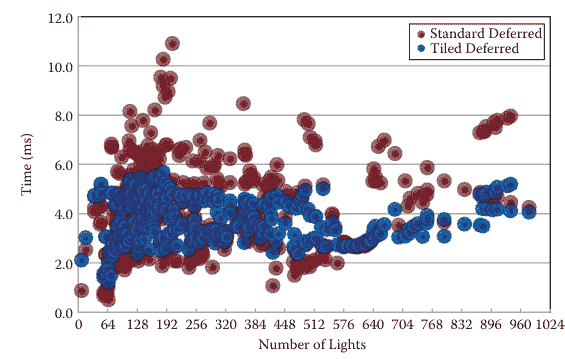 12.0
Standard Deferred
Tiled Deferred
10.0
8.0
6.0
4.0
2.0
0.0
Time (ms)
0 64 128 192 256 320 384 448 512 576 640 704 768 832 896 960 1024
Number of Lights